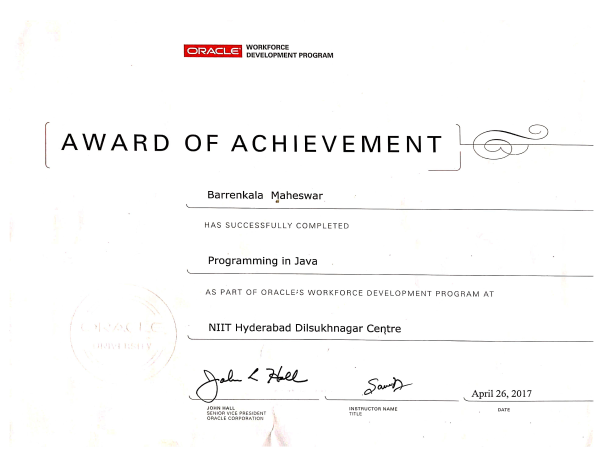 ORACLE WORKFORCE
DEVELOPMENT PROGRAM
AWARD OF ACHIEVEMENT
Barrenkala Maheswar
HAS SUCCESSFULLY COMPLETED
Programming in Java
AS PART OF ORACLE'S WORKFORCE DEVELOPMENT PROGRAM AT
NIIT Hyderabad Dilsukhnagar Centre
ORACLE
UNIVERSITY
John L Hall
April 26, 2017
JOHN HALL
SENIOR VICE PRESIDENT
ORACLE CORPORATION
INSTRUCTOR NAME
TITLE
DATE